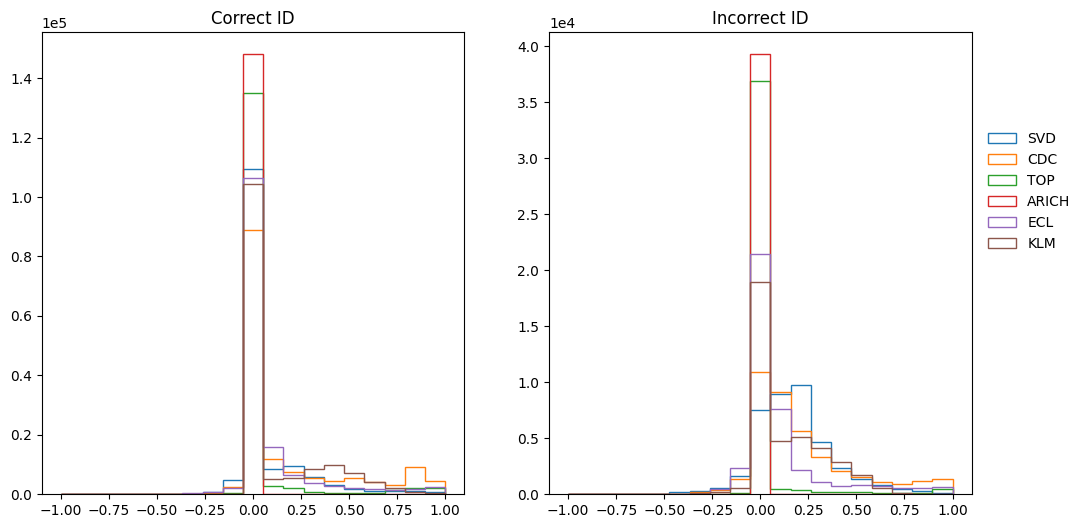 Correct ID
Incorrect ID
1e5
1e4
1.4
1.2
1.0
0.8
0.6
0.4
0.2
0.0
−1.00 −0.75 −0.50 −0.25 0.00 0.25 0.50 0.75 1.00
4.0
3.5
3.0
2.5
2.0
1.5
1.0
0.5
0.0
−1.00 −0.75 −0.50 −0.25 0.00 0.25 0.50 0.75 1.00
SVD
CDC
TOP
ARICH
ECL
KLM